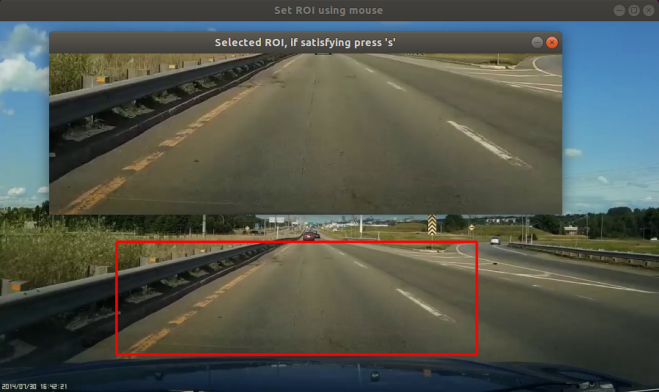 Set ROI using mouse
Selected ROI, if satisfying press 's'
2014/07/30 16:42:21